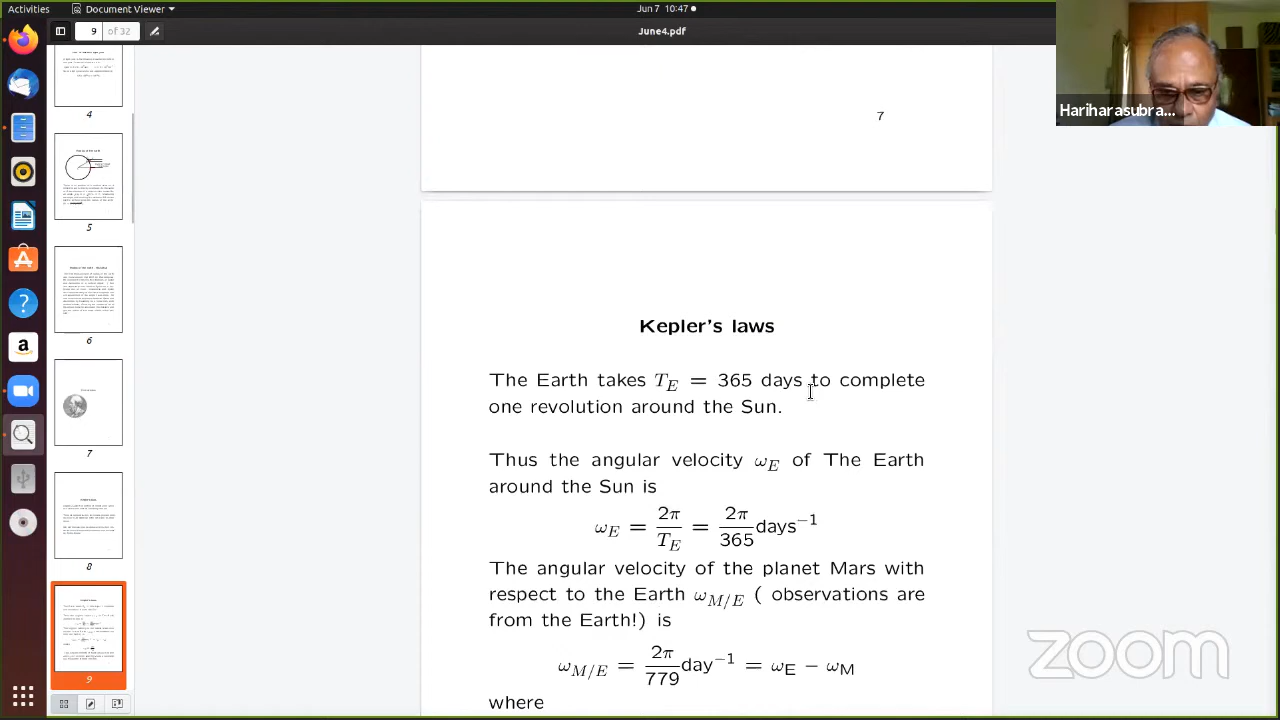 Activities
Document Viewer
Jun 7 10:47
9 of 32
June4.pdf
Hariharasubra...
4
5
6
7
8
9
7
Kepler's laws
The Earth takes T_E = 365 days to complete
one revolution around the Sun.
Thus the angular velocity ω_E of The Earth
around the Sun is
ω_E = 2π/T_E = 2π/365 days⁻¹
The angular velocity of the planet Mars with
respect to the Earth ω_M/E ( observations are
from the Earth!) is
ω_M/E = 2π/779 day⁻¹ = ω_E − ω_M
where
zoom